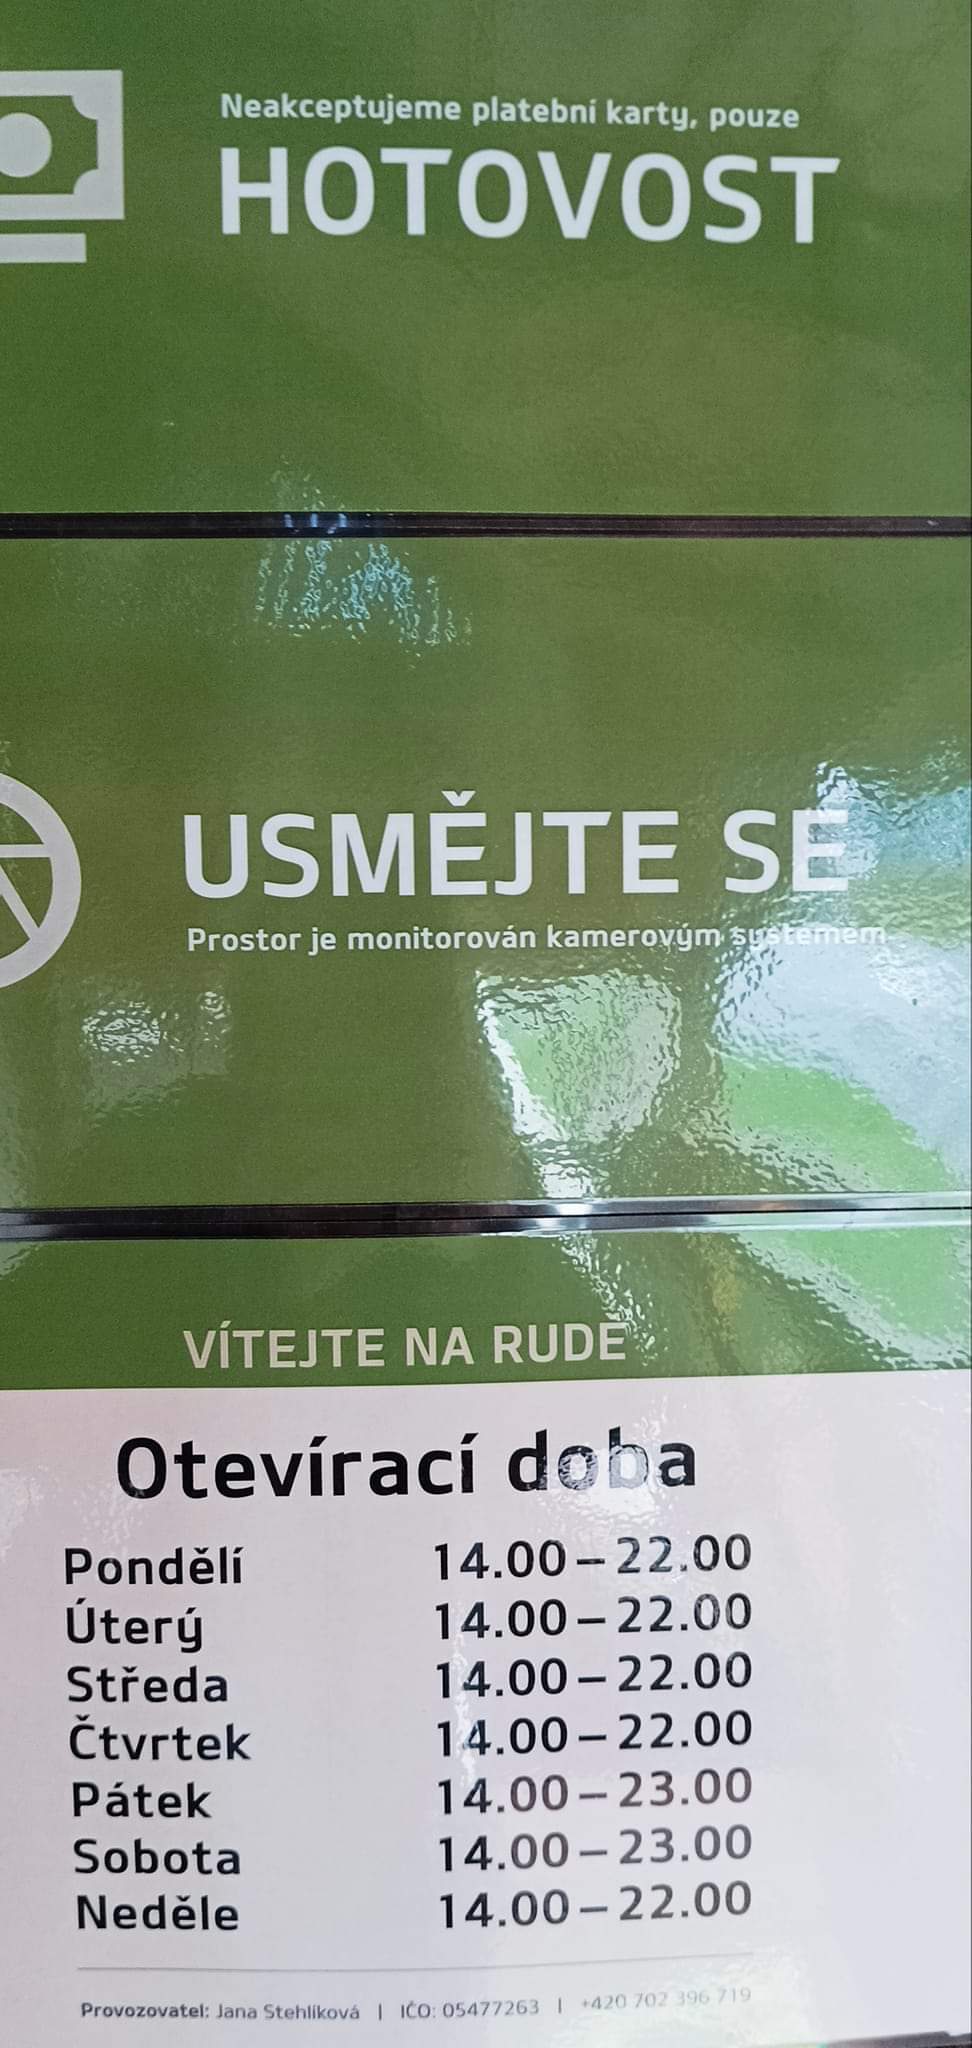 Neakceptujeme platební karty, pouze
HOTOVOST
USMĚJTE SE
Prostor je monitorován kamerovým systémem
VÍTEJTE NA RUDĚ
Otevírací doba
Pondělí 14.00 – 22.00
Úterý 14.00 – 22.00
Středa 14.00 – 22.00
Čtvrtek 14.00 – 22.00
Pátek 14.00 – 23.00
Sobota 14.00 – 23.00
Neděle 14.00 – 22.00
Provozovatel: Jana Stehlíková | IČO: 05477263 | +420 702 396 719